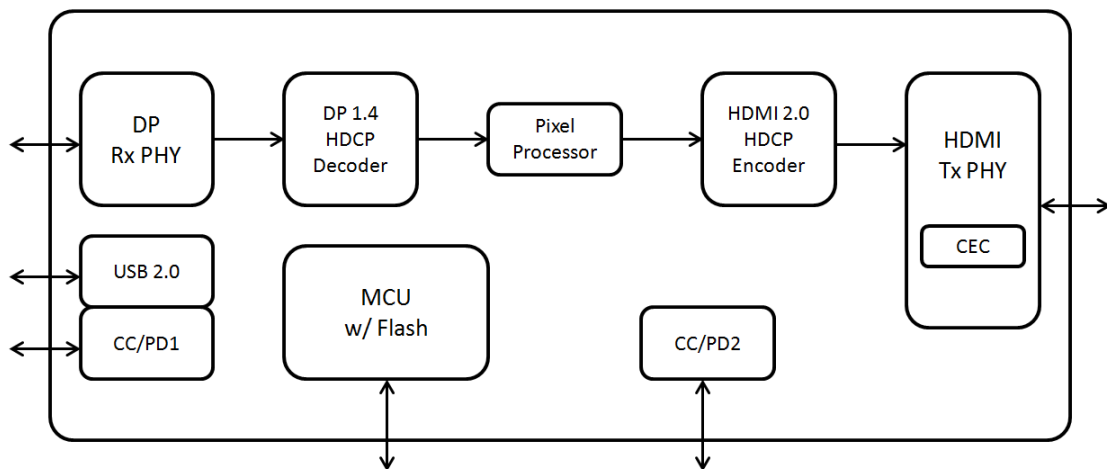 DP
Rx PHY
DP 1.4
HDCP
Decoder
Pixel
Processor
HDMI 2.0
HDCP
Encoder
HDMI
Tx PHY
CEC
USB 2.0
CC/PD1
MCU
w/ Flash
CC/PD2